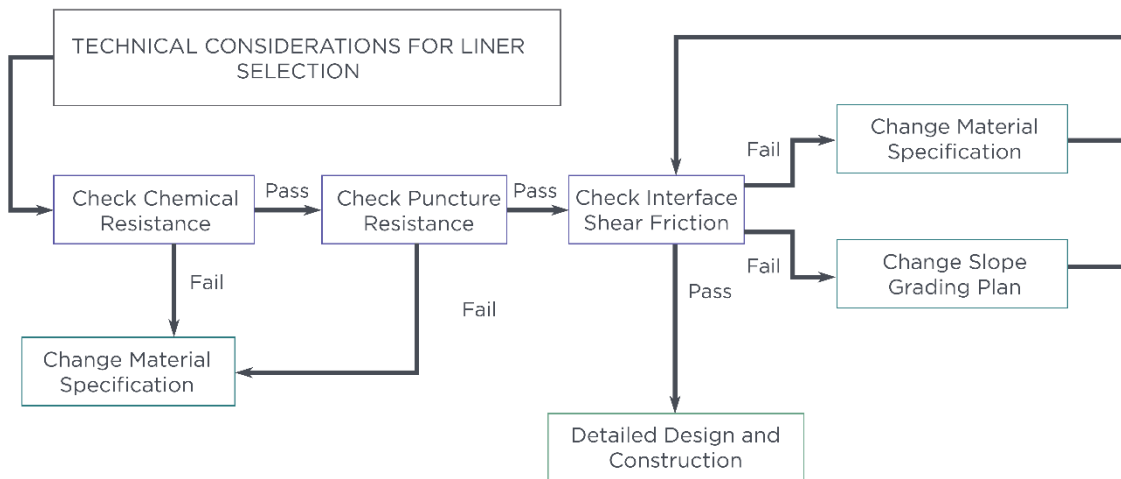 TECHNICAL CONSIDERATIONS FOR LINER
SELECTION
Check Chemical
Resistance
Pass
Check Puncture
Resistance
Pass
Check Interface
Shear Friction
Fail
Change Material
Specification
Fail
Change Slope
Grading Plan
Fail
Fail
Pass
Change Material
Specification
Detailed Design and
Construction